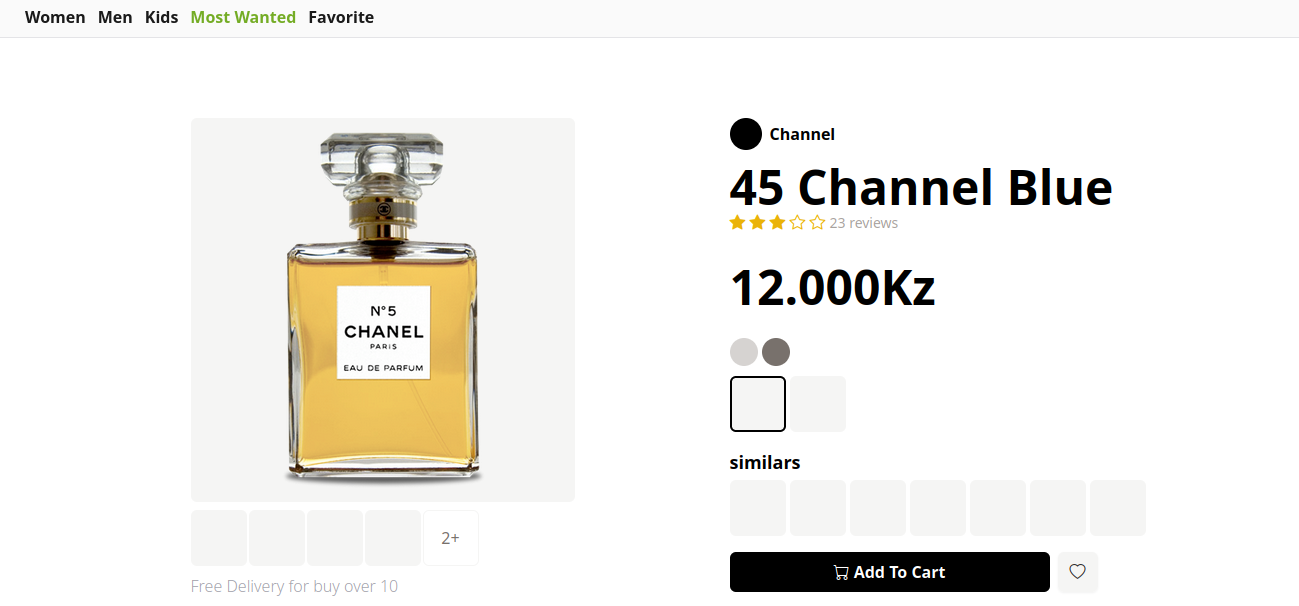 Women Men Kids Most Wanted Favorite
N°5
CHANEL
PARIS
EAU DE PARFUM
2+
Free Delivery for buy over 10
Channel
45 Channel Blue
23 reviews
12.000Kz
similars
Add To Cart